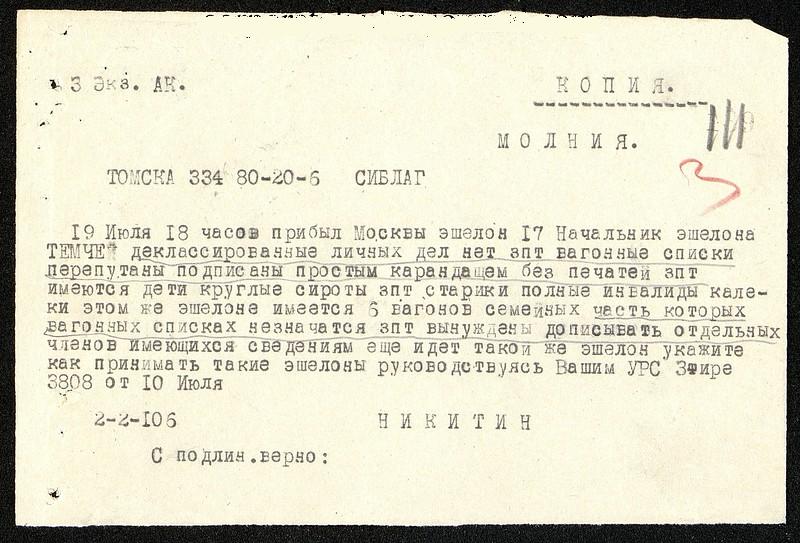 3 Экз. АК.
КОПИЯ.
МОЛНИЯ.
ТОМСКА 334 80-20-6 СИБЛАГ
19 Июля 18 часов прибыл Москвы эшелон 17 Начальник эшелона
ТЕМЧЕ деклассированные личных дел нет зпт вагонные списки
перепутаны подписаны простым карандащем без печатей зпт
имеются дети круглые сироты зпт старики полные инвалиды кале-
ки этом же эшелоне имеется 6 вагонов семейных часть которых
вагонных списках незначатся зпт вынуждены дописывать отдельных
членов имеющихся сведениям еще идет такой же эшелон укажите
как принимать такие эшелоны руководствуясь Вашим УРС
3808 от 10 Июля
2-2-106 НИКИТИН
С подлин.верно: